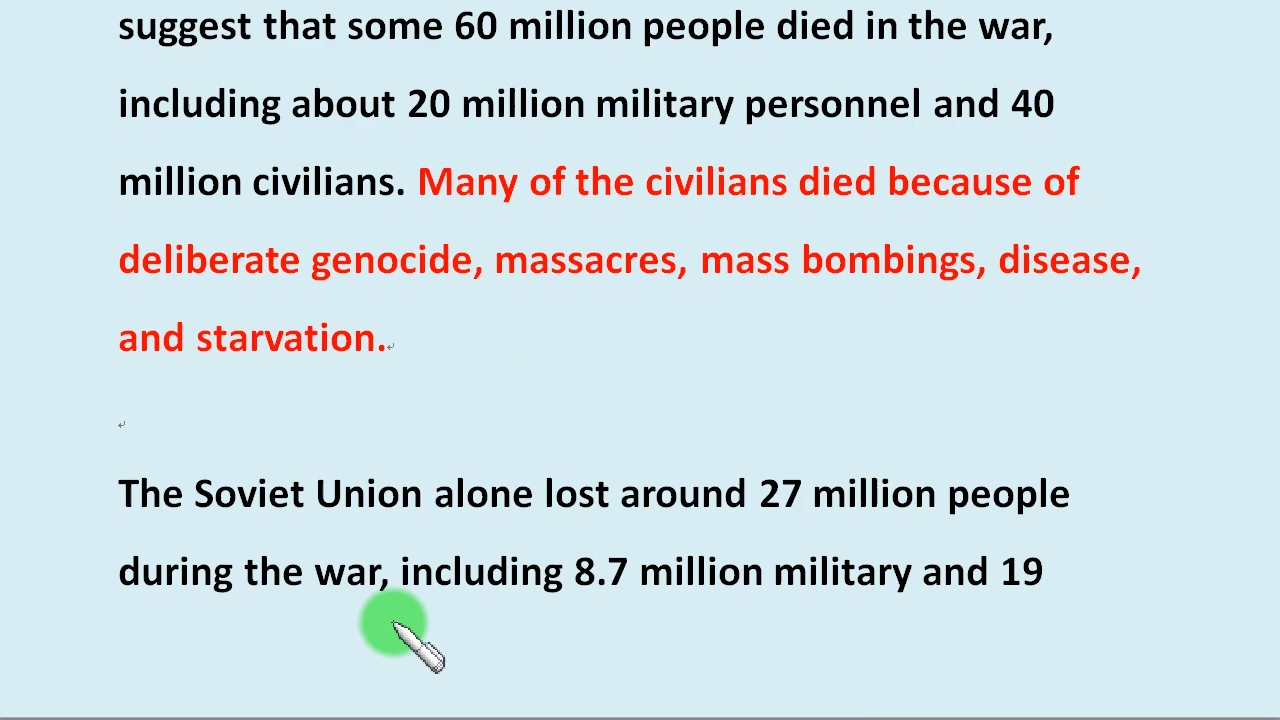 suggest that some 60 million people died in the war,
including about 20 million military personnel and 40
million civilians. Many of the civilians died because of
deliberate genocide, massacres, mass bombings, disease,
and starvation.
The Soviet Union alone lost around 27 million people
during the war, including 8.7 million military and 19